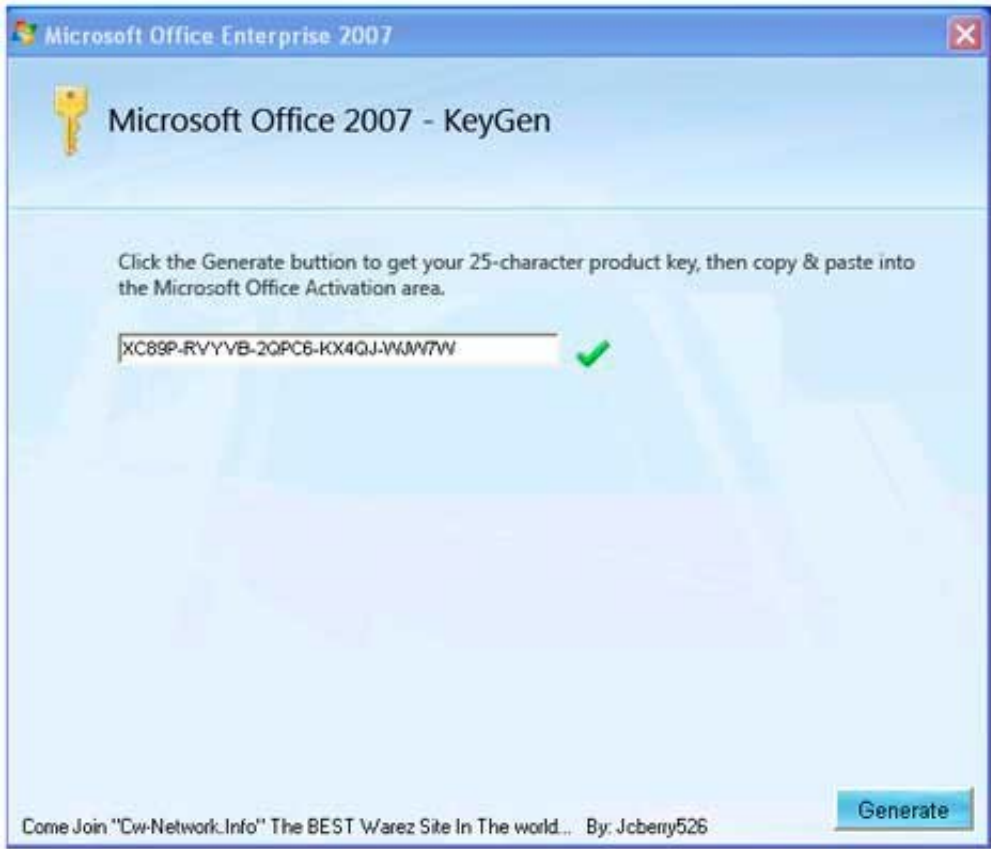 Microsoft Office Enterprise 2007
Microsoft Office 2007 - KeyGen
Click the Generate buttion to get your 25-character product key, then copy & paste into
the Microsoft Office Activation area.
Generate
Come Join "Cw-Network.Info" The BEST Warez Site In The world... By: Jcberry526